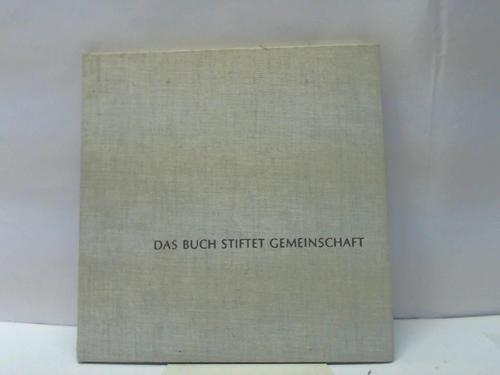 DAS BUCH STIFTET GEMEINSCHAFT